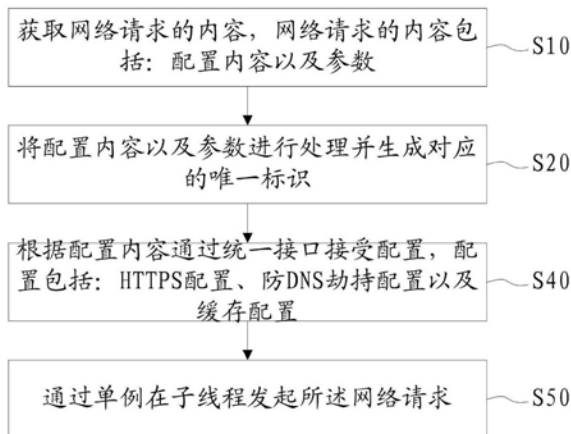 获取网络请求的内容，网络请求的内容包
括：配置内容以及参数
S10
将配置内容以及参数进行处理并生成对应
的唯一标识
S20
根据配置内容通过统一接口接受配置，配
置包括：HTTPS配置、防DNS劫持配置以及
缓存配置
S40
通过单例在子线程发起所述网络请求
S50